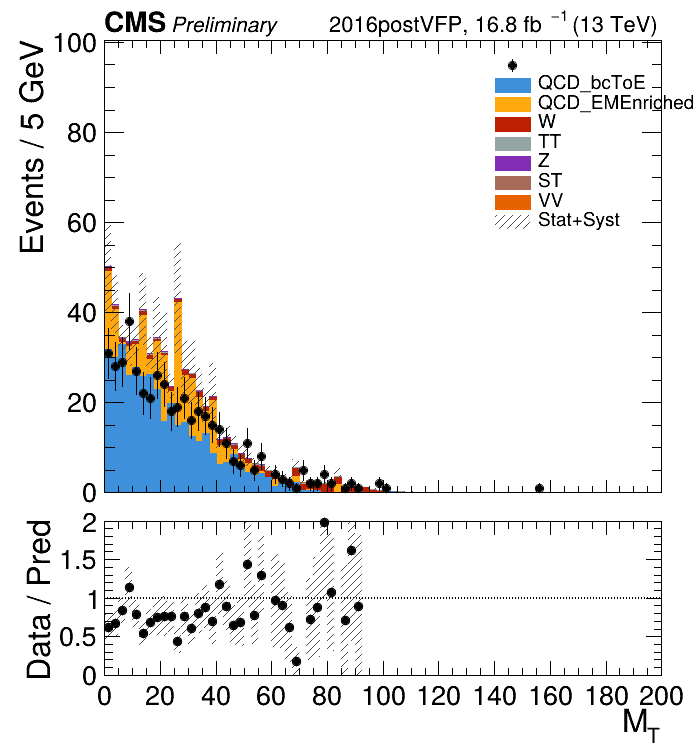 CMS Preliminary 2016postVFP, 16.8 fb⁻¹ (13 TeV)
Events / 5 GeV
100
80
60
40
20
0
QCD_bcToE
QCD_EMEnriched
W
TT
Z
ST
VV
Stat+Syst
Data / Pred
2
1.5
1
0.5
0
0 20 40 60 80 100 120 140 160 180 200
M_T